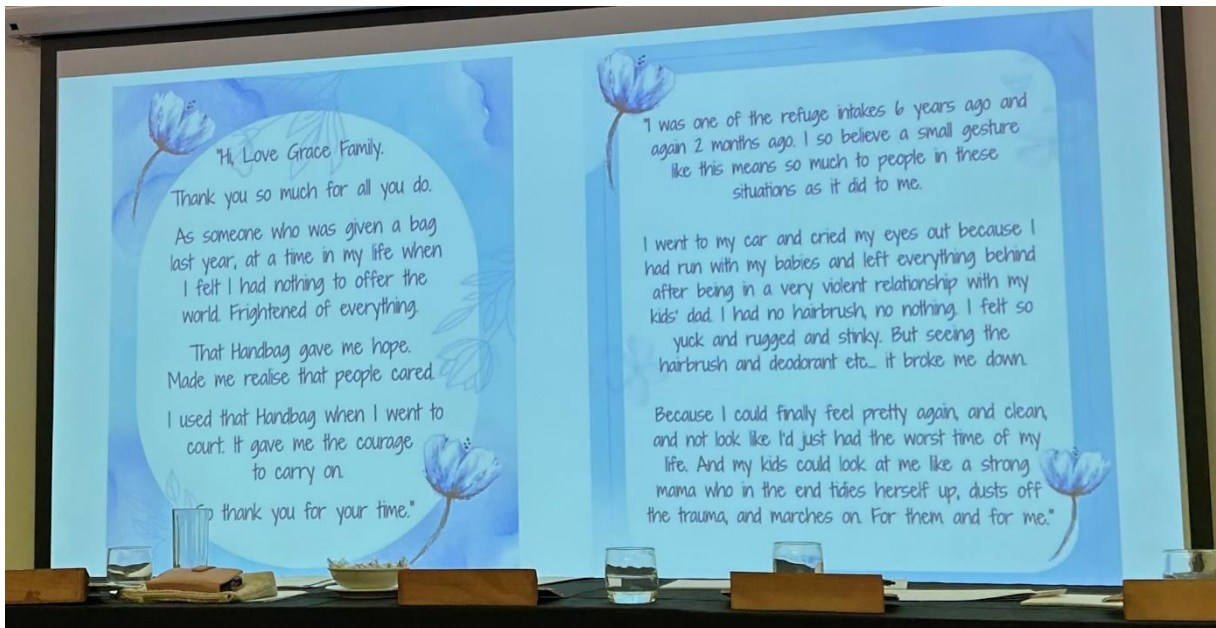 "Hi, Love Grace Family.
Thank you so much for all you do.
As someone who was given a bag
last year, at a time in my life when
I felt I had nothing to offer the
world. Frightened of everything.
That Handbag gave me hope.
Made me realise that people cared.
I used that Handbag when I went to
court. It gave me the courage
to carry on.
thank you for your time."
"I was one of the refuge intakes 6 years ago and
again 2 months ago. I so believe a small gesture
like this means so much to people in these
situations as it did to me.
I went to my car and cried my eyes out because I
had run with my babies and left everything behind
after being in a very violent relationship with my
kids' dad. I had no hairbrush, no nothing. I felt so
yuck and rugged and stinky. But seeing the
hairbrush and deodorant etc... it broke me down.
Because I could finally feel pretty again, and clean,
and not look like I'd just had the worst time of my
life. And my kids could look at me like a strong
mama who in the end tidies herself up, dusts off
the trauma, and marches on. For them and for me."